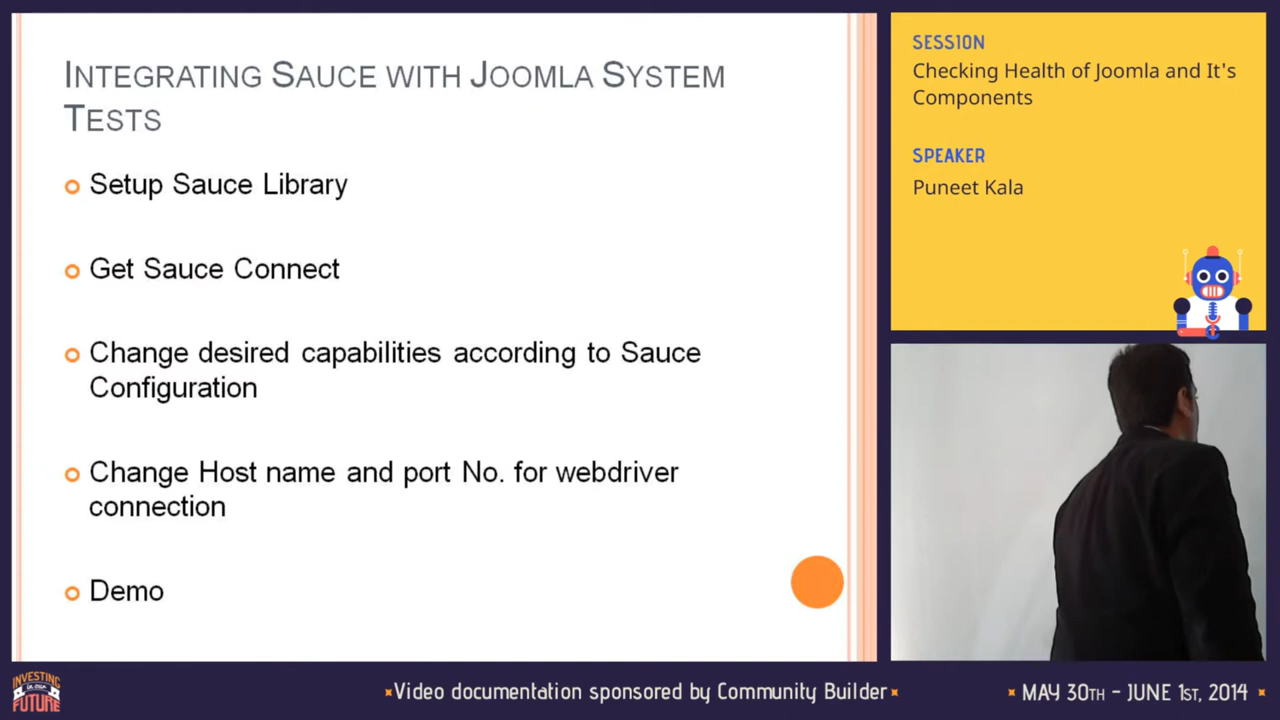 INTEGRATING SAUCE WITH JOOMLA SYSTEM
TESTS
Setup Sauce Library
Get Sauce Connect
Change desired capabilities according to Sauce
Configuration
Change Host name and port No. for webdriver
connection
Demo
SESSION
Checking Health of Joomla and It's
Components
SPEAKER
Puneet Kala
INVESTING
IN OUR
FUTURE
Video documentation sponsored by Community Builder
MAY 30TH - JUNE 1ST, 2014